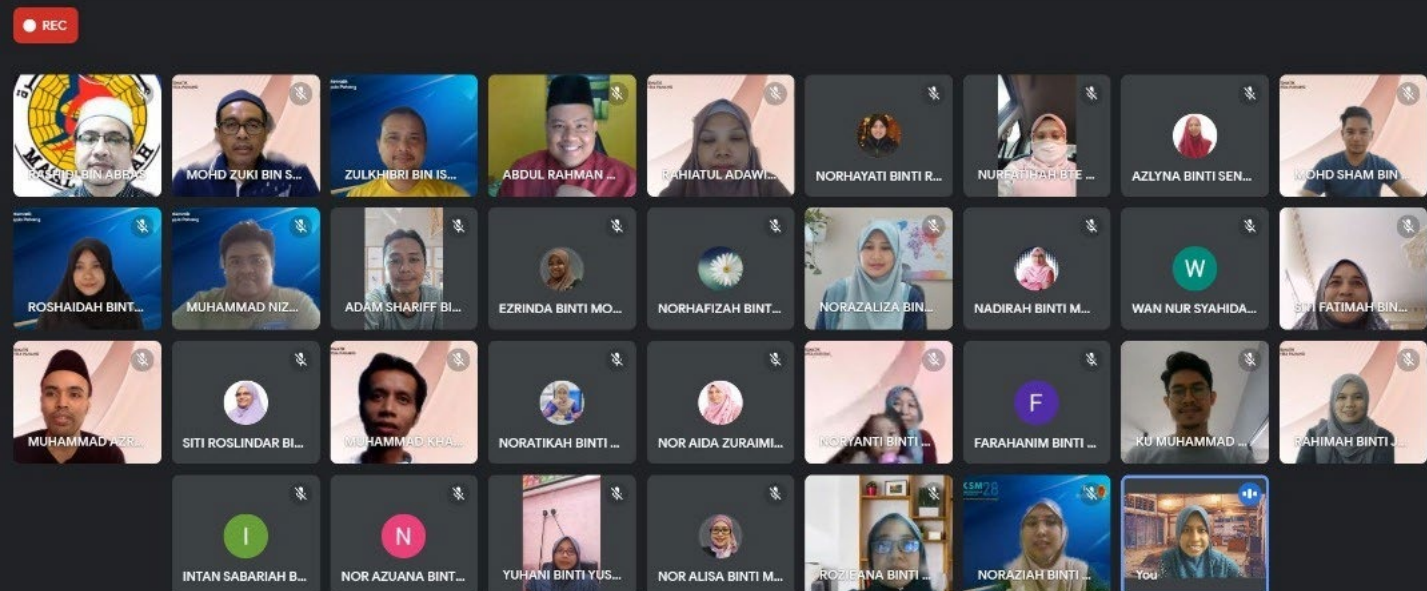 REC
RASHIDI BIN ABBAS
MOHD ZUKI BIN S...
ZULKHIBRI BIN IS...
ABDUL RAHMAN ...
RAHIATUL ADAWI...
NORHAYATI BINTI R...
NURFATIHAH BTE ...
AZLYNA BINTI SEN...
MOHD SHAM BIN ...
ROSHAIDAH BINT...
MUHAMMAD NIZ...
ADAM SHARIFF BI...
EZRINDA BINTI MO...
NORHAFIZAH BINT...
NORAZALIZA BIN...
NADIRAH BINTI M...
W
WAN NUR SYAHIDA...
SITI FATIMAH BIN...
MUHAMMAD AZR...
SITI ROSLINDAR BI...
MUHAMMAD KHA...
NORATIKAH BINTI ...
NOR AIDA ZURAIMI...
NORYANTI BINTI ...
F
FARAHANIM BINTI ...
KU MUHAMMAD ...
RAHIMAH BINTI J...
I
INTAN SABARIAH B...
N
NOR AZUANA BINT...
YUHANI BINTI YUS...
NOR ALISA BINTI M...
ROZIEANA BINTI ...
KSM28
NORAZIAH BINTI ...
You